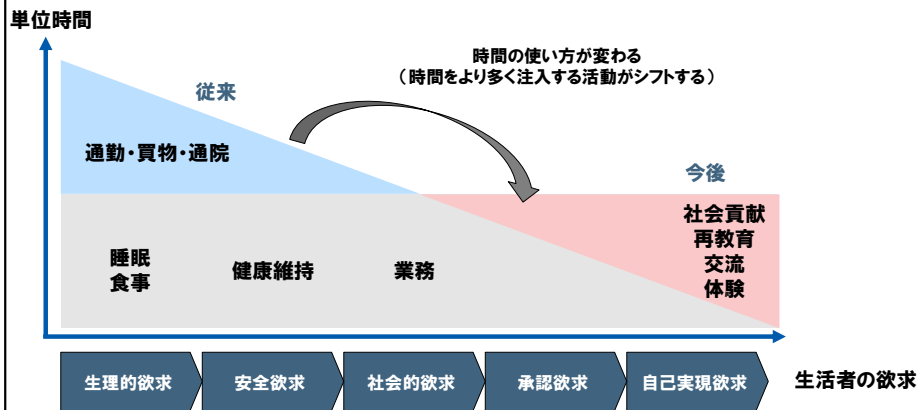 単位時間
時間の使い方が変わる
（時間をより多く注入する活動がシフトする）
従来
通勤・買物・通院
今後
社会貢献
再教育
交流
体験
睡眠
食事
健康維持
業務
生理的欲求
安全欲求
社会的欲求
承認欲求
自己実現欲求
生活者の欲求